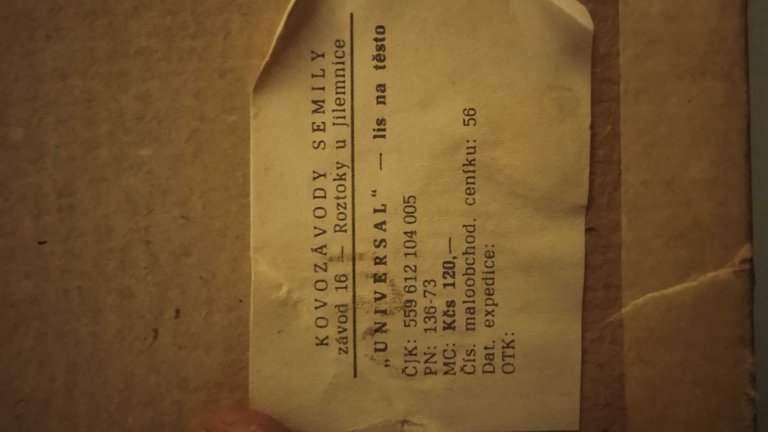 KOVOZÁVODY SEMILY
závod 16 — Roztoky u Jilemnice
„UNIVERSAL“ — lis na těsto
ČJK: 559 612 104 005
PN: 136-73
MC: Kčs 120,—
Čís. maloobchod. ceníku: 56
Dat. expedice:
OTK: